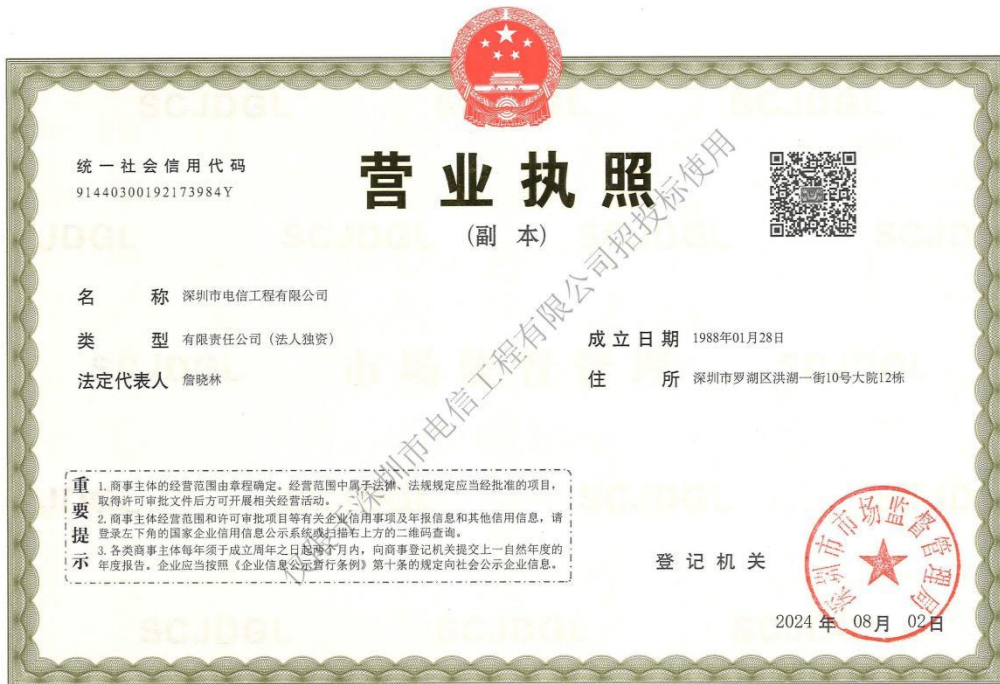 统一社会信用代码
91440300192173984Y
营业执照
(副 本)
名 称 深圳市电信工程有限公司
类 型 有限责任公司（法人独资）
法定代表人 詹晓林
成立日期 1988年01月28日
住 所 深圳市罗湖区洪湖一街10号大院12栋
仅限于深圳市电信工程有限公司招投标使用
重要提示
1. 商事主体的经营范围由章程确定。经营范围中属于法律、法规规定应当经批准的项目，
取得许可审批文件后方可开展相关经营活动。
2. 商事主体经营范围和许可审批项目等有关企业信用事项及年报信息和其他信用信息，请
登录左下角的国家企业信用信息公示系统或扫描右上方的二维码查询。
3. 各类商事主体每年须于成立周年之日起两个月内，向商事登记机关提交上一自然年度的
年度报告。企业应当按照《企业信息公示暂行条例》第十条的规定向社会公示企业信息。
登记机关
深圳市市场监督管理局
2024 年 08月 02日
SCJDGL